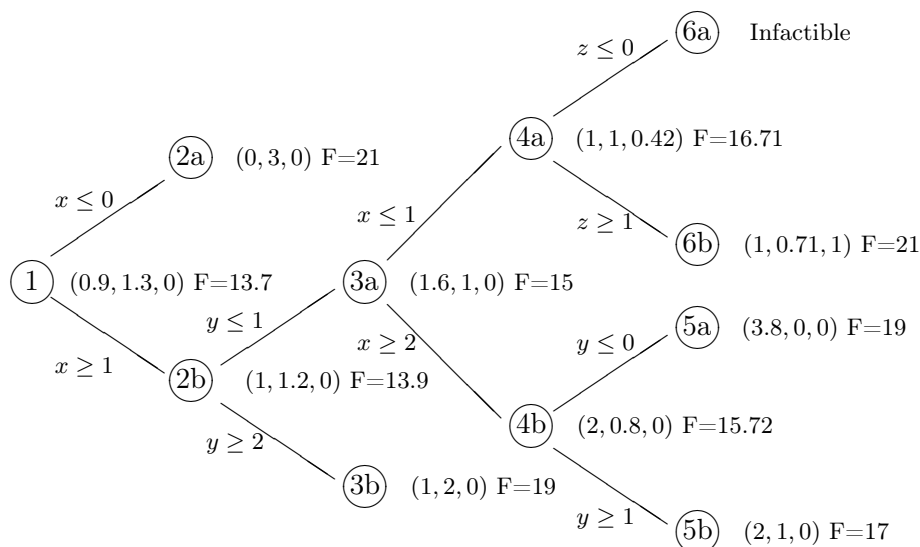 6a Infactible
z ≤ 0
4a (1, 1, 0.42) F=16.71
2a (0, 3, 0) F=21
x ≤ 0
x ≤ 1
z ≥ 1
6b (1, 0.71, 1) F=21
1 (0.9, 1.3, 0) F=13.7
3a (1.6, 1, 0) F=15
y ≤ 1
5a (3.8, 0, 0) F=19
x ≥ 2
y ≤ 0
x ≥ 1
2b (1, 1.2, 0) F=13.9
4b (2, 0.8, 0) F=15.72
y ≥ 2
3b (1, 2, 0) F=19
y ≥ 1
5b (2, 1, 0) F=17